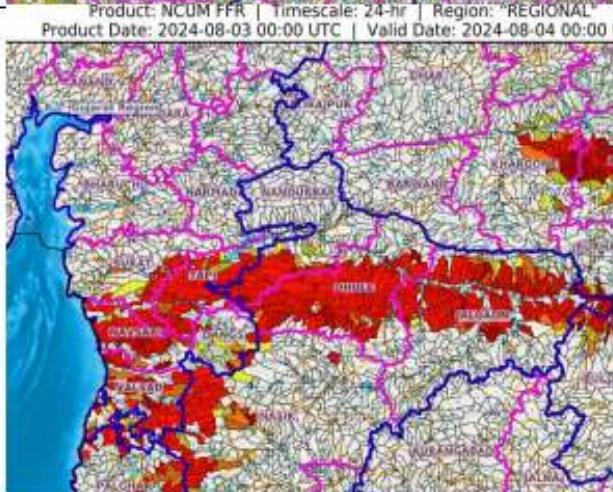 Product: NCUM FFR | Timescale: 24-hr | Region: "REGIONAL"
Product Date: 2024-08-03 00:00 UTC | Valid Date: 2024-08-04 00:00
DHAR
Gujarat Region
BHARUCH
NARMADA
NANDURBAR
BARWANI
KHARGONE
SURAT
TAPI
DHULE
JALGAON
NAVSARI
VALSAD
NASIK
AURANGABAD
JALNA
PALGHAR